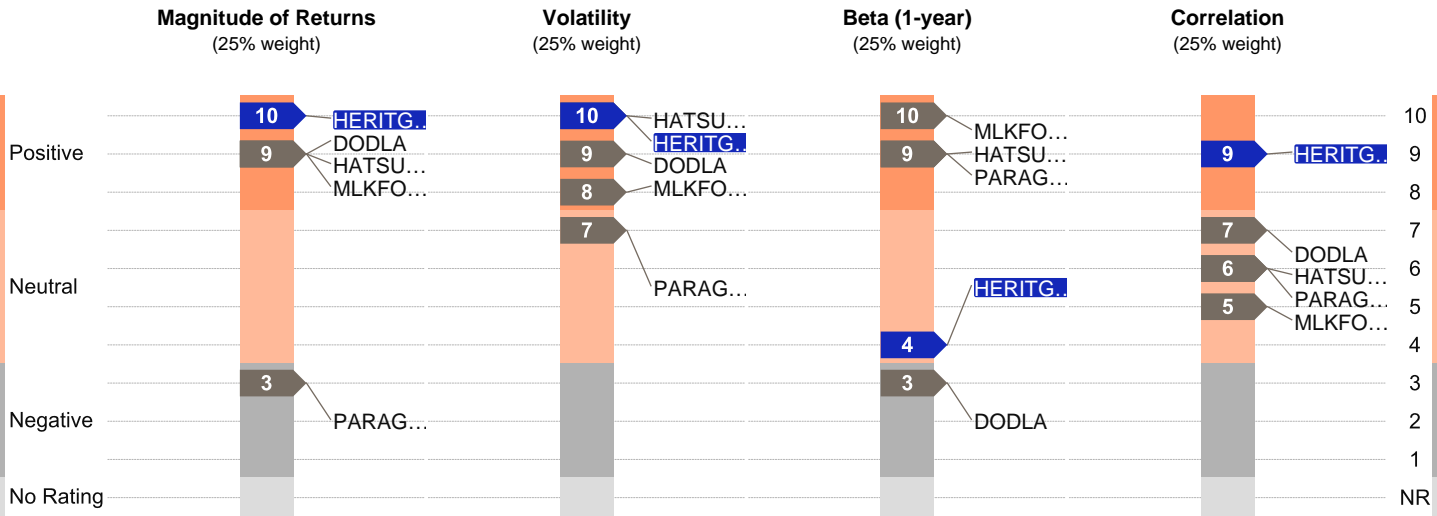 Magnitude of Returns
(25% weight)
Volatility
(25% weight)
Beta (1-year)
(25% weight)
Correlation
(25% weight)
Positive
Neutral
Negative
No Rating
10
HERITG..
9
DODLA
HATSU...
MLKFO...
3
PARAG...
10
HATSU...
HERITG..
9
DODLA
8
MLKFO...
7
PARAG...
10
MLKFO...
9
HATSU...
PARAG...
4
HERITG..
3
DODLA
9
HERITG..
7
DODLA
6
HATSU...
PARAG...
5
MLKFO...
10
9
8
7
6
5
4
3
2
1
NR